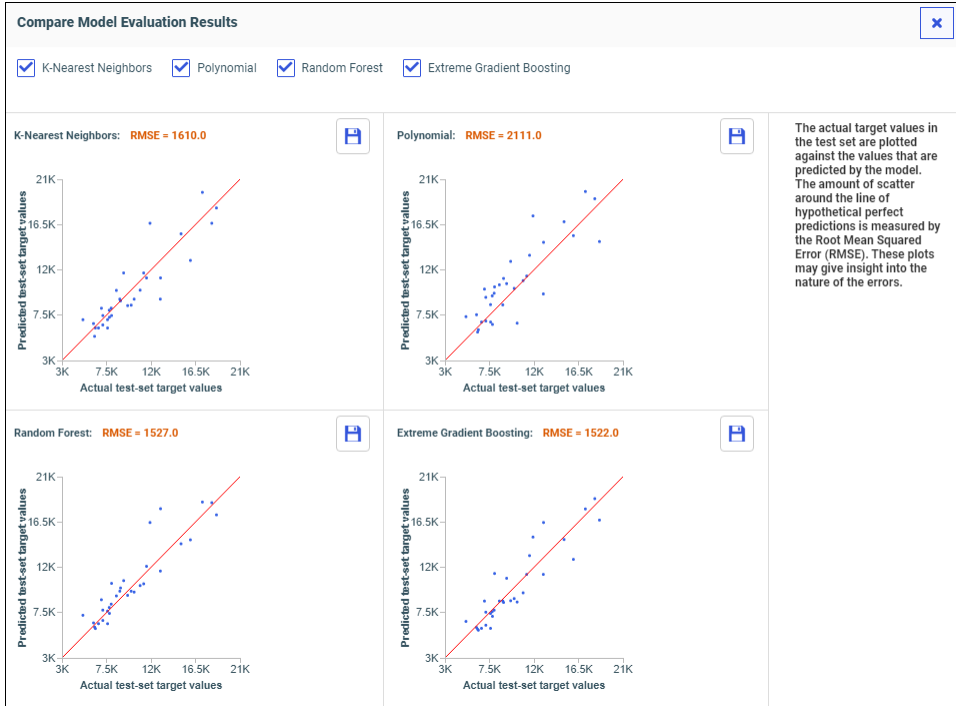 Compare Model Evaluation Results
K-Nearest Neighbors
Polynomial
Random Forest
Extreme Gradient Boosting
K-Nearest Neighbors: RMSE = 1610.0
21K
16.5K
12K
7.5K
3K
Predicted test-set target values
3K 7.5K 12K 16.5K 21K
Actual test-set target values
Polynomial: RMSE = 2111.0
21K
16.5K
12K
7.5K
3K
Predicted test-set target values
3K 7.5K 12K 16.5K 21K
Actual test-set target values
The actual target values in
the test set are plotted
against the values that are
predicted by the model.
The amount of scatter
around the line of
hypothetical perfect
predictions is measured by
the Root Mean Squared
Error (RMSE). These plots
may give insight into the
nature of the errors.
Random Forest: RMSE = 1527.0
21K
16.5K
12K
7.5K
3K
Predicted test-set target values
3K 7.5K 12K 16.5K 21K
Actual test-set target values
Extreme Gradient Boosting: RMSE = 1522.0
21K
16.5K
12K
7.5K
3K
Predicted test-set target values
3K 7.5K 12K 16.5K 21K
Actual test-set target values